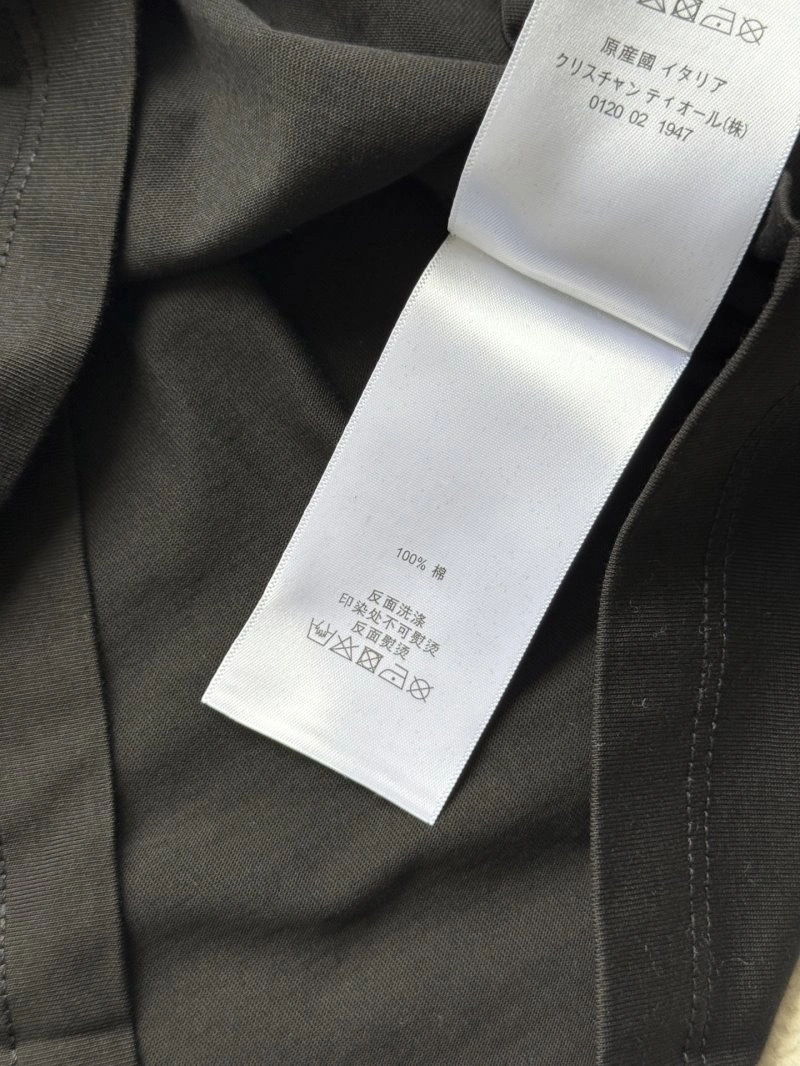 原産國 イタリア
クリスチャン ディオール(株)
0120 02 1947
100% 棉
反面洗涤
印染处不可熨烫
反面熨烫